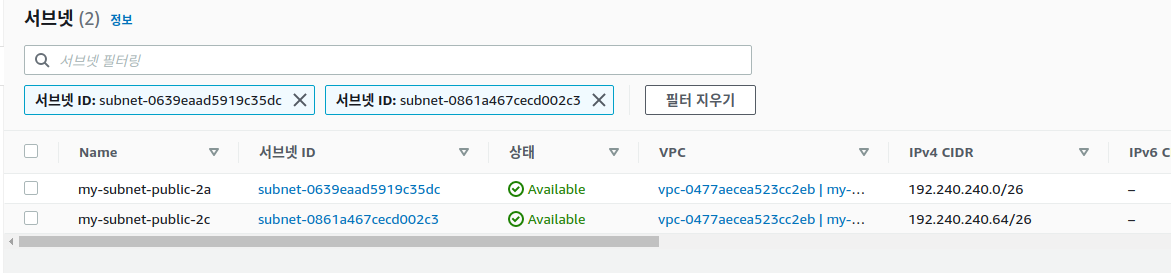 서브넷 (2) 정보
서브넷 필터링
서브넷 ID: subnet-0639eaad5919c35dc 서브넷 ID: subnet-0861a467cecd002c3 필터 지우기
Name 서브넷 ID 상태 VPC IPv4 CIDR IPv6 C
my-subnet-public-2a subnet-0639eaad5919c35dc Available vpc-0477aecea523cc2eb | my-... 192.240.240.0/26 –
my-subnet-public-2c subnet-0861a467cecd002c3 Available vpc-0477aecea523cc2eb | my-... 192.240.240.64/26 –